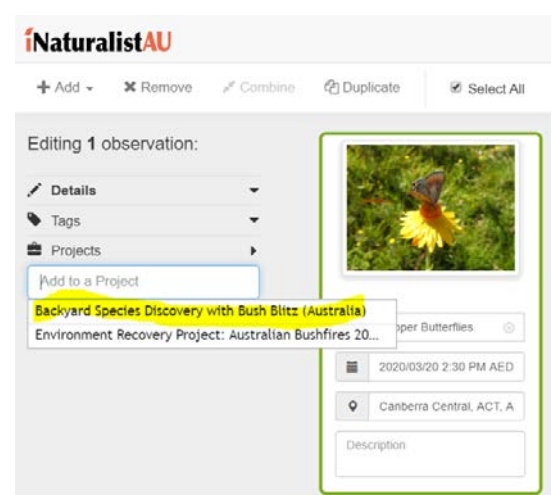 iNaturalistAU
Add Remove Combine Duplicate Select All
Editing 1 observation:
Details
Tags
Projects
Add to a Project
Backyard Species Discovery with Bush Blitz (Australia)
Environment Recovery Project: Australian Bushfires 20...
Butterflies
2020/03/20 2:30 PM AED
Canberra Central, ACT, A
Description